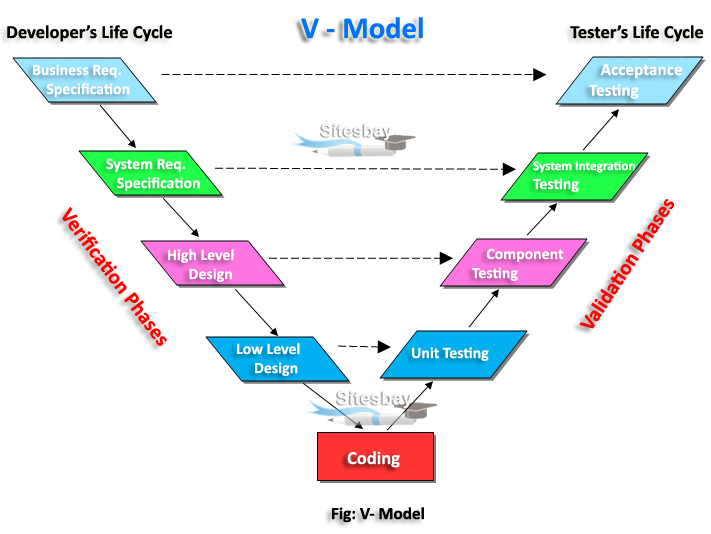 Developer's Life Cycle
V - Model
Tester's Life Cycle
Business Req.
Specification
Acceptance
Testing
Sitesbay
System Req.
Specification
System Integration
Testing
Verification Phases
Validation Phases
High Level
Design
Component
Testing
Low Level
Design
Unit Testing
Sitesbay
Coding
Fig: V- Model